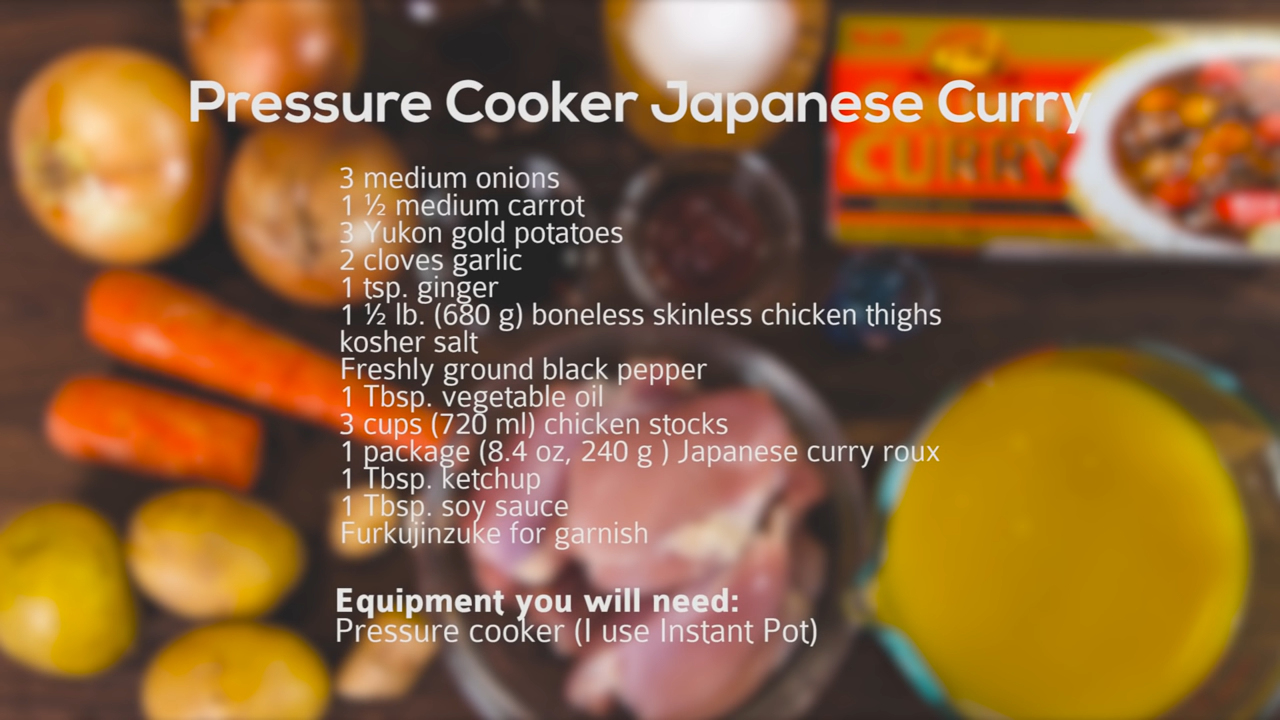 Pressure Cooker Japanese Curry
CURRY
3 medium onions
1 ½ medium carrot
3 Yukon gold potatoes
2 cloves garlic
1 tsp. ginger
1 ½ lb. (680 g) boneless skinless chicken thighs
kosher salt
Freshly ground black pepper
1 Tbsp. vegetable oil
3 cups (720 ml) chicken stocks
1 package (8.4 oz, 240 g ) Japanese curry roux
1 Tbsp. ketchup
1 Tbsp. soy sauce
Furkujinzuke for garnish
Equipment you will need:
Pressure cooker (I use Instant Pot)